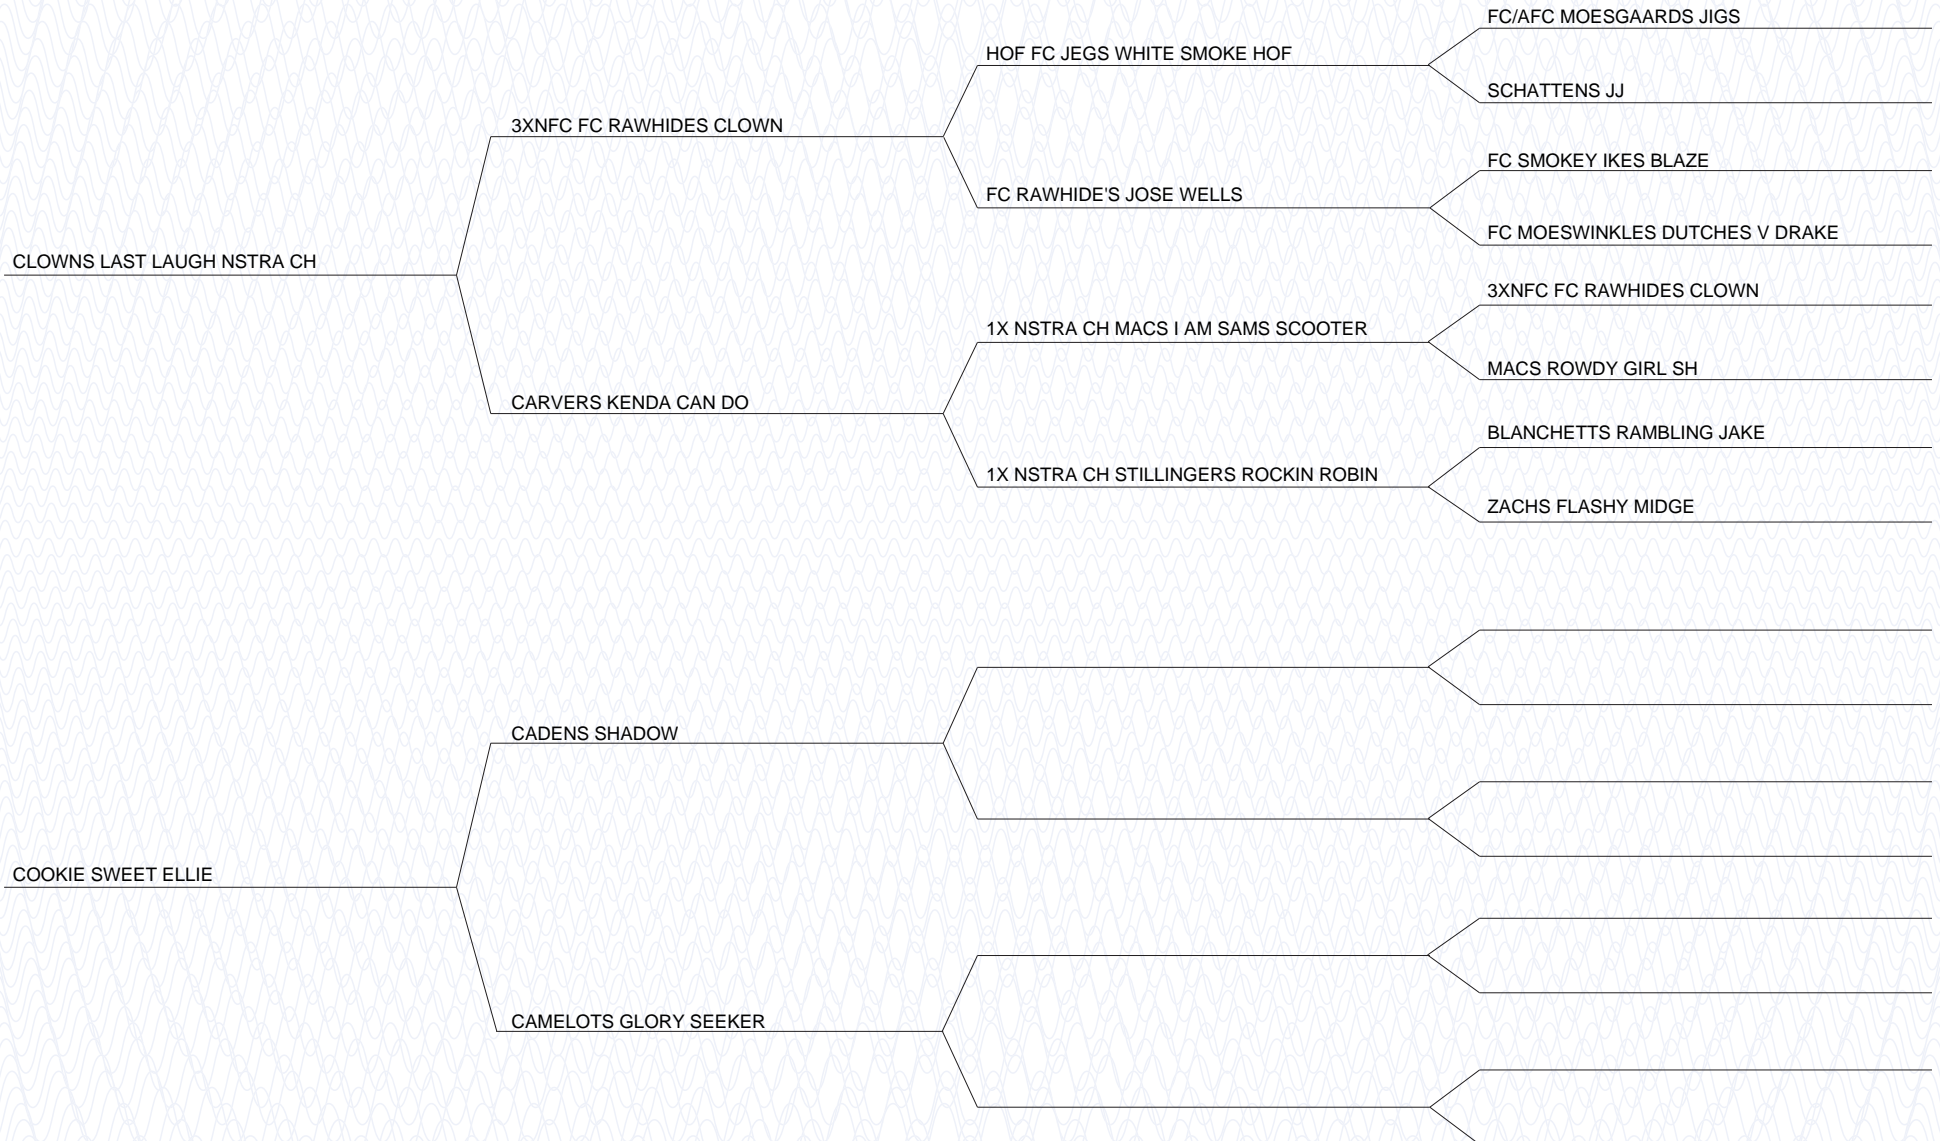 FC/AFC MOESGAARDS JIGS
HOF FC JEGS WHITE SMOKE HOF
SCHATTENS JJ
3XNFC FC RAWHIDES CLOWN
FC SMOKEY IKES BLAZE
FC RAWHIDE'S JOSE WELLS
FC MOESWINKLES DUTCHES V DRAKE
CLOWNS LAST LAUGH NSTRA CH
3XNFC FC RAWHIDES CLOWN
1X NSTRA CH MACS I AM SAMS SCOOTER
MACS ROWDY GIRL SH
CARVERS KENDA CAN DO
BLANCHETTS RAMBLING JAKE
1X NSTRA CH STILLINGERS ROCKIN ROBIN
ZACHS FLASHY MIDGE
CADENS SHADOW
COOKIE SWEET ELLIE
CAMELOTS GLORY SEEKER